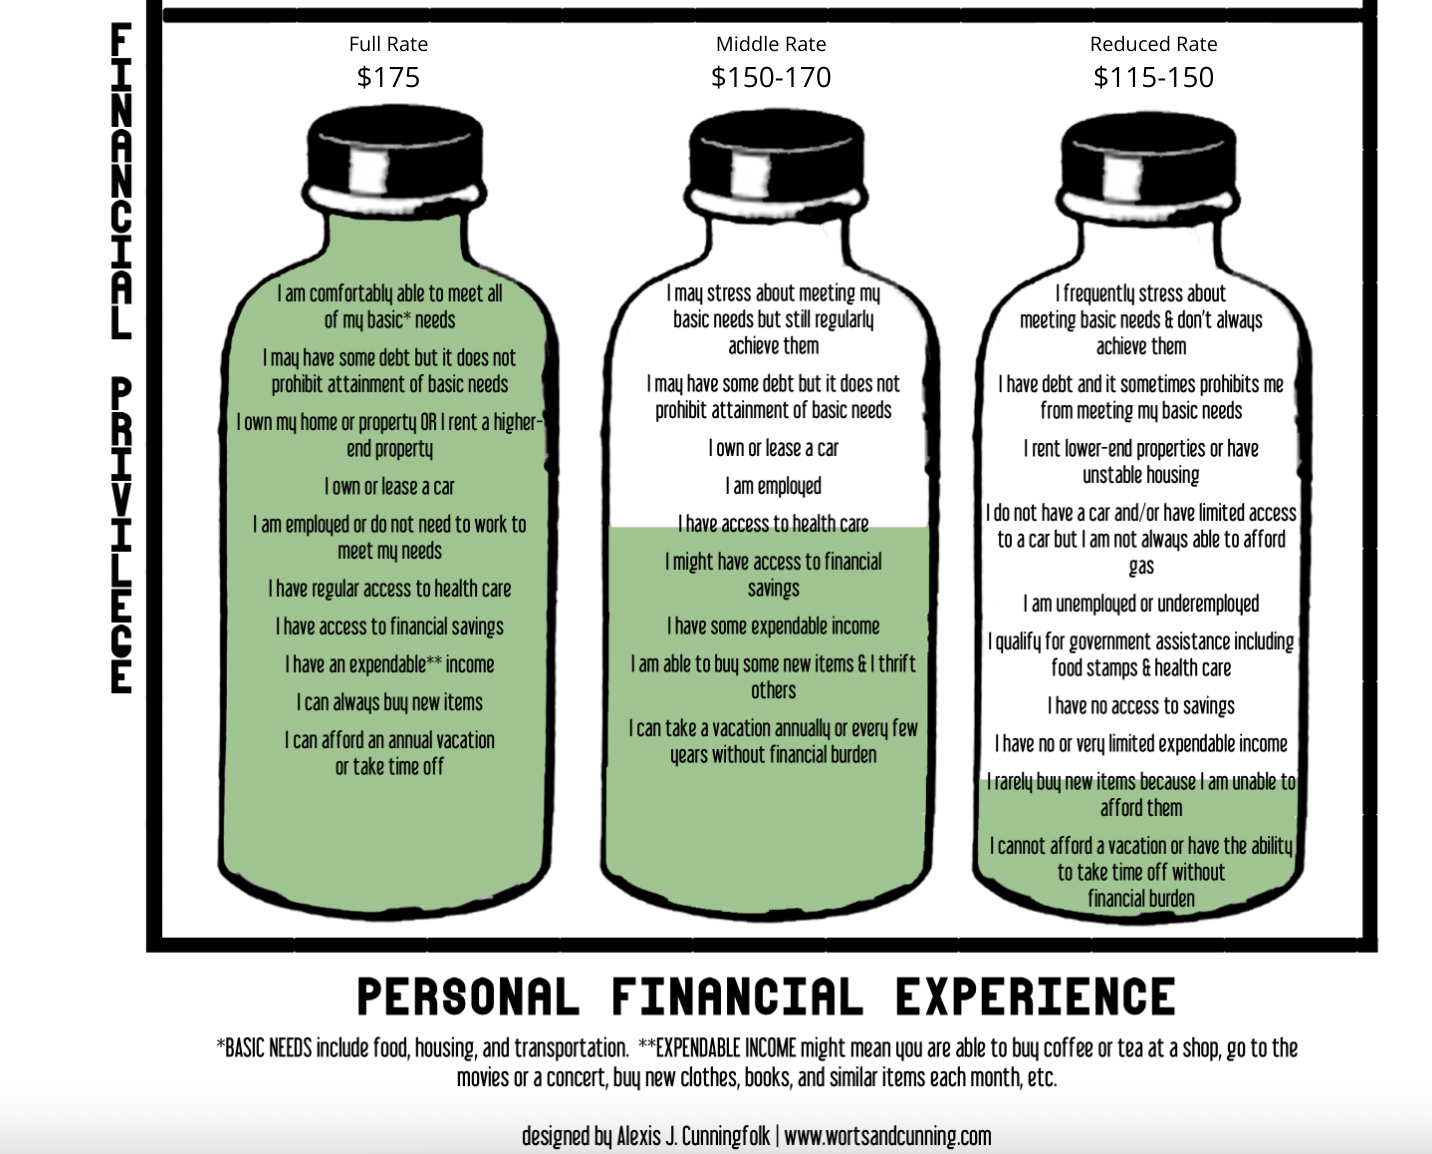 FINANCIAL PRIVILEGE
Full Rate
$175
I am comfortably able to meet all
of my basic* needs
I may have some debt but it does not
prohibit attainment of basic needs
I own my home or property OR I rent a higher-
end property
I own or lease a car
I am employed or do not need to work to
meet my needs
I have regular access to health care
I have access to financial savings
I have an expendable** income
I can always buy new items
I can afford an annual vacation
or take time off
Middle Rate
$150-170
I may stress about meeting my
basic needs but still regularly
achieve them
I may have some debt but it does not
prohibit attainment of basic needs
I own or lease a car
I am employed
I have access to health care
I might have access to financial
savings
I have some expendable income
I am able to buy some new items & I thrift
others
I can take a vacation annually or every few
years without financial burden
Reduced Rate
$115-150
I frequently stress about
meeting basic needs & don't always
achieve them
I have debt and it sometimes prohibits me
from meeting my basic needs
I rent lower-end properties or have
unstable housing
I do not have a car and/or have limited access
to a car but I am not always able to afford
gas
I am unemployed or underemployed
I qualify for government assistance including
food stamps & health care
I have no access to savings
I have no or very limited expendable income
I rarely buy new items because I am unable to
afford them
I cannot afford a vacation or have the ability
to take time off without
financial burden
PERSONAL FINANCIAL EXPERIENCE
*BASIC NEEDS include food, housing, and transportation. **EXPENDABLE INCOME might mean you are able to buy coffee or tea at a shop, go to the
movies or a concert, buy new clothes, books, and similar items each month, etc.
designed by Alexis J. Cunningfolk | www.wortsandcunning.com